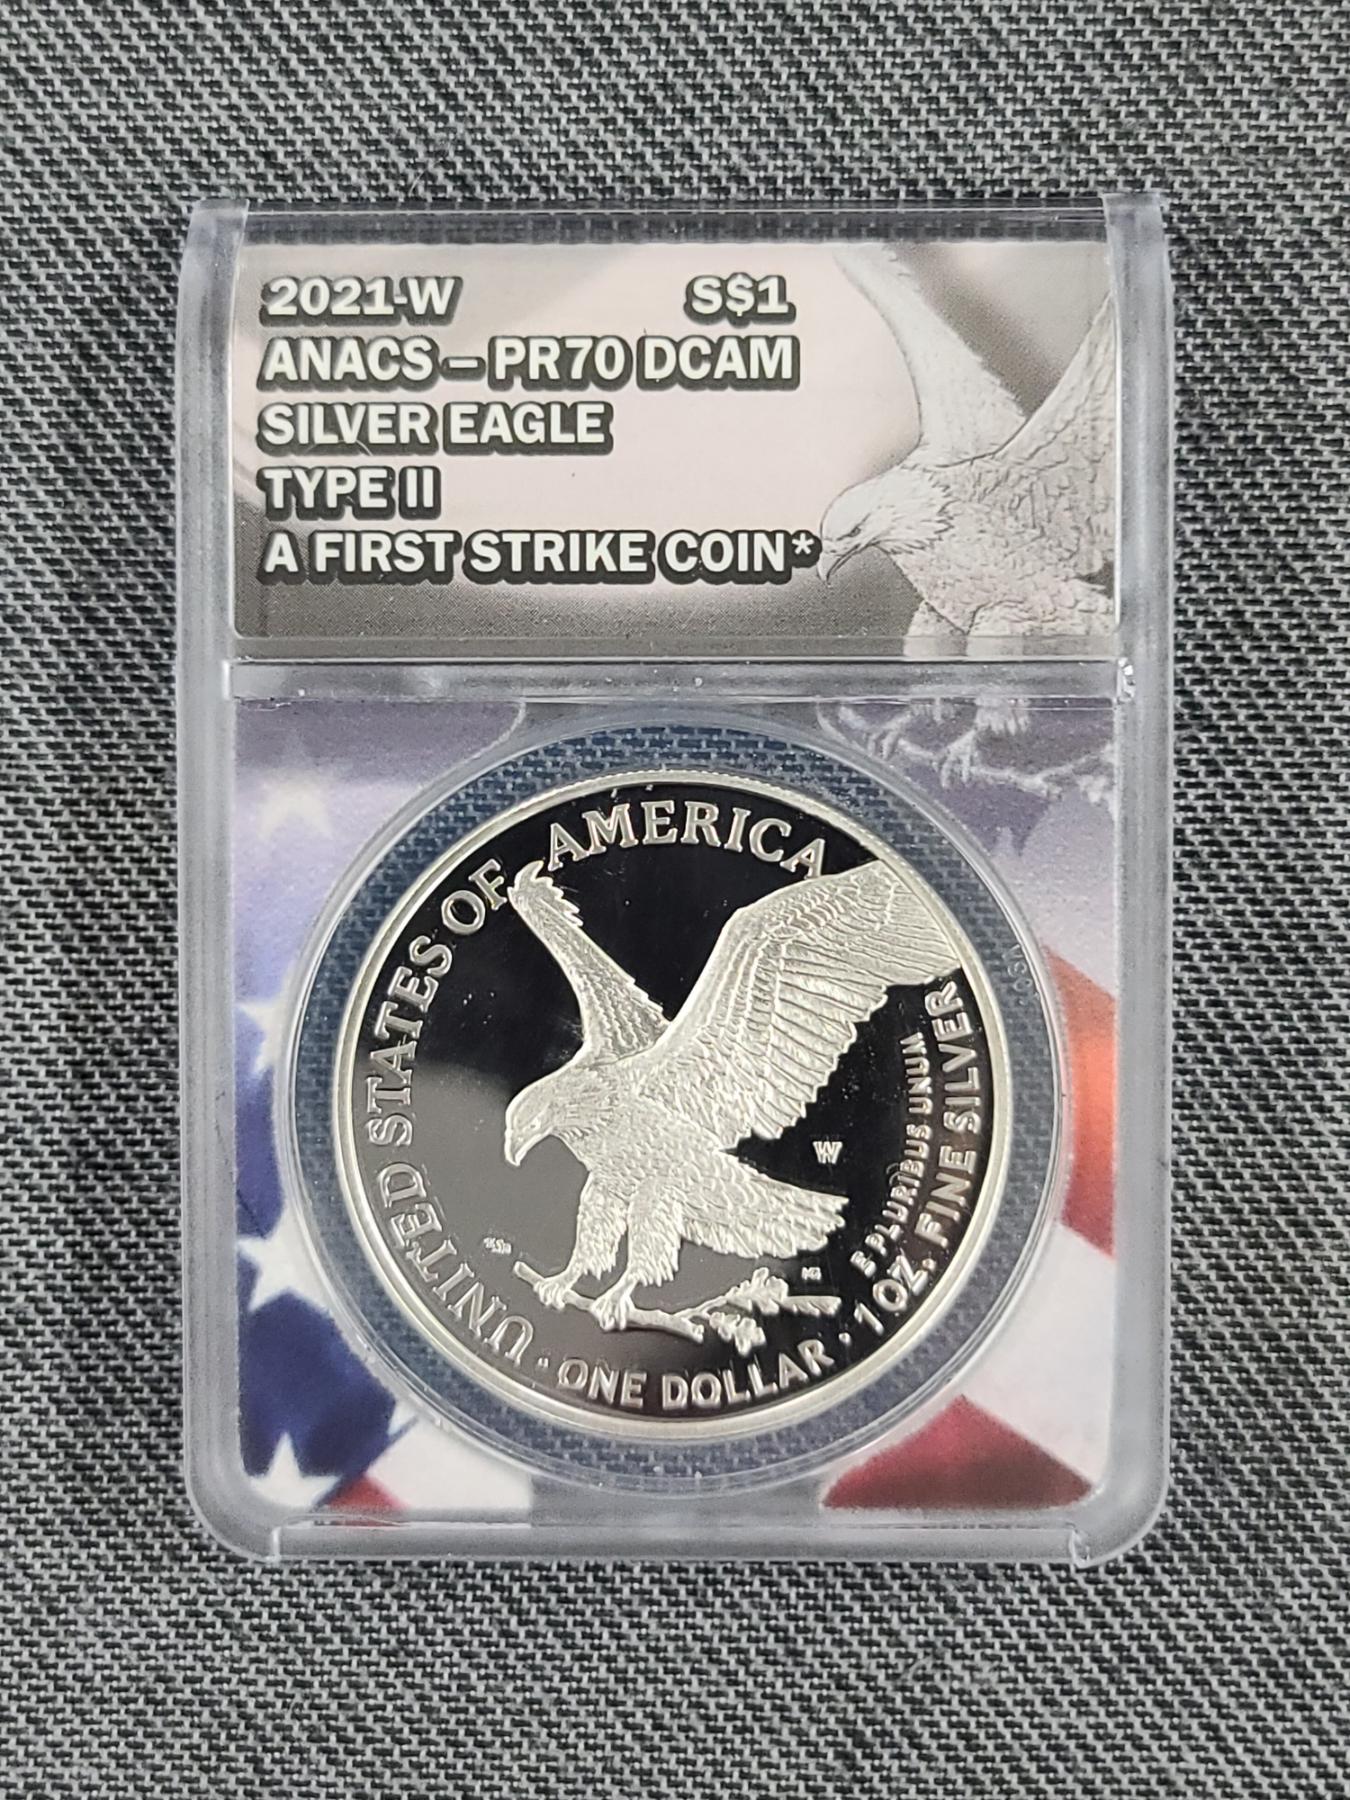 2021-W S$1
ANACS – PR70 DCAM
SILVER EAGLE
TYPE II
A FIRST STRIKE COIN*
UNITED STATES OF AMERICA
W
E PLURIBUS UNUM
1 OZ. FINE SILVER
· ONE DOLLAR ·